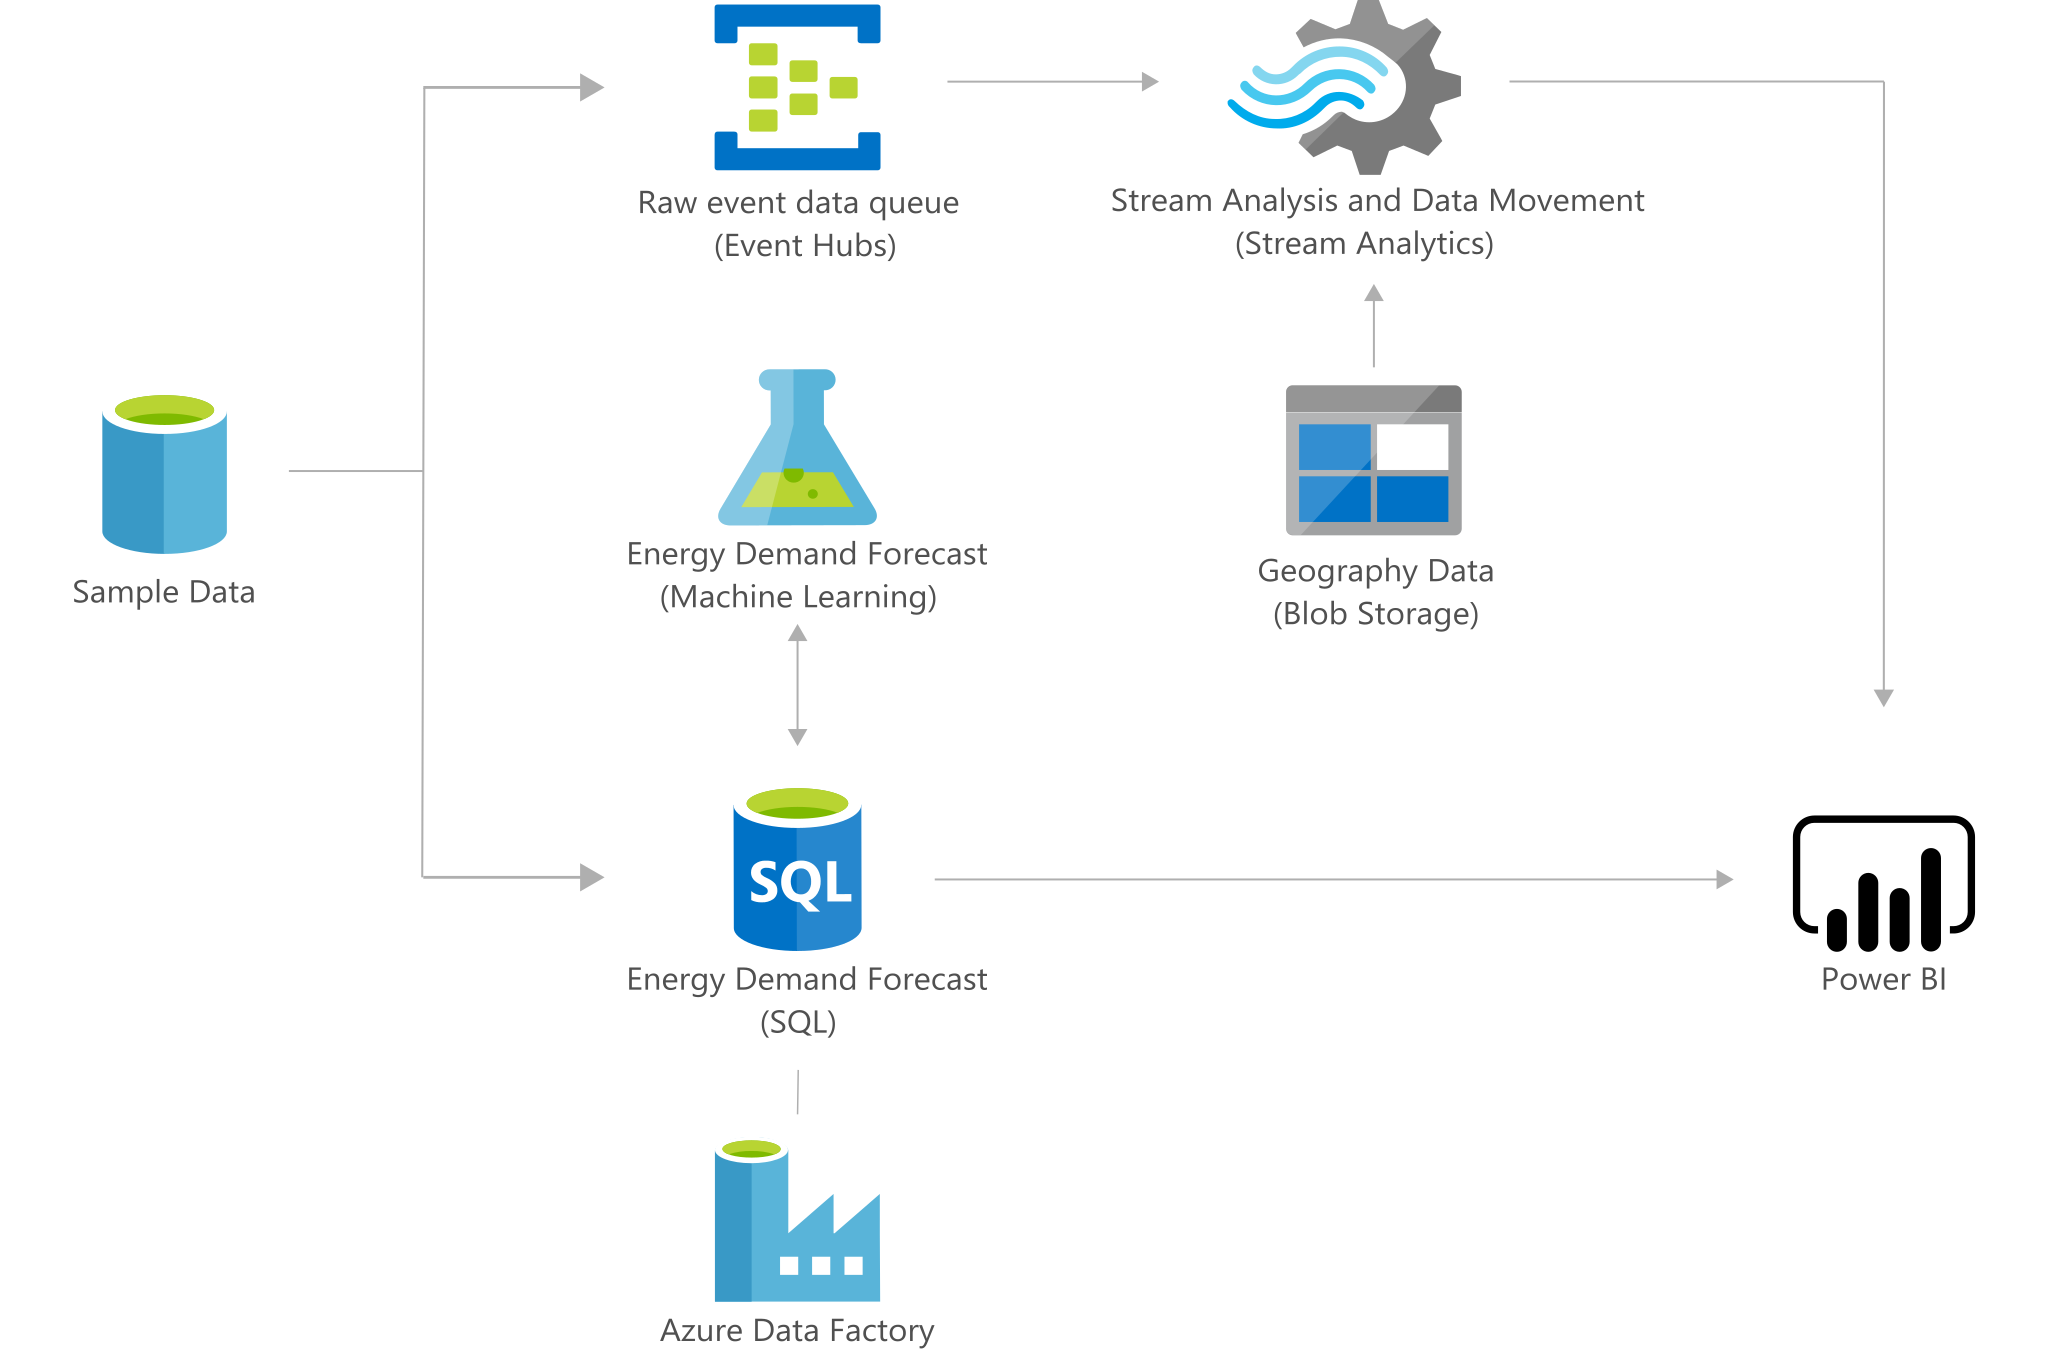 Raw event data queue
(Event Hubs)
Stream Analysis and Data Movement
(Stream Analytics)
Sample Data
Energy Demand Forecast
(Machine Learning)
Geography Data
(Blob Storage)
SQL
Energy Demand Forecast
(SQL)
Power BI
Azure Data Factory